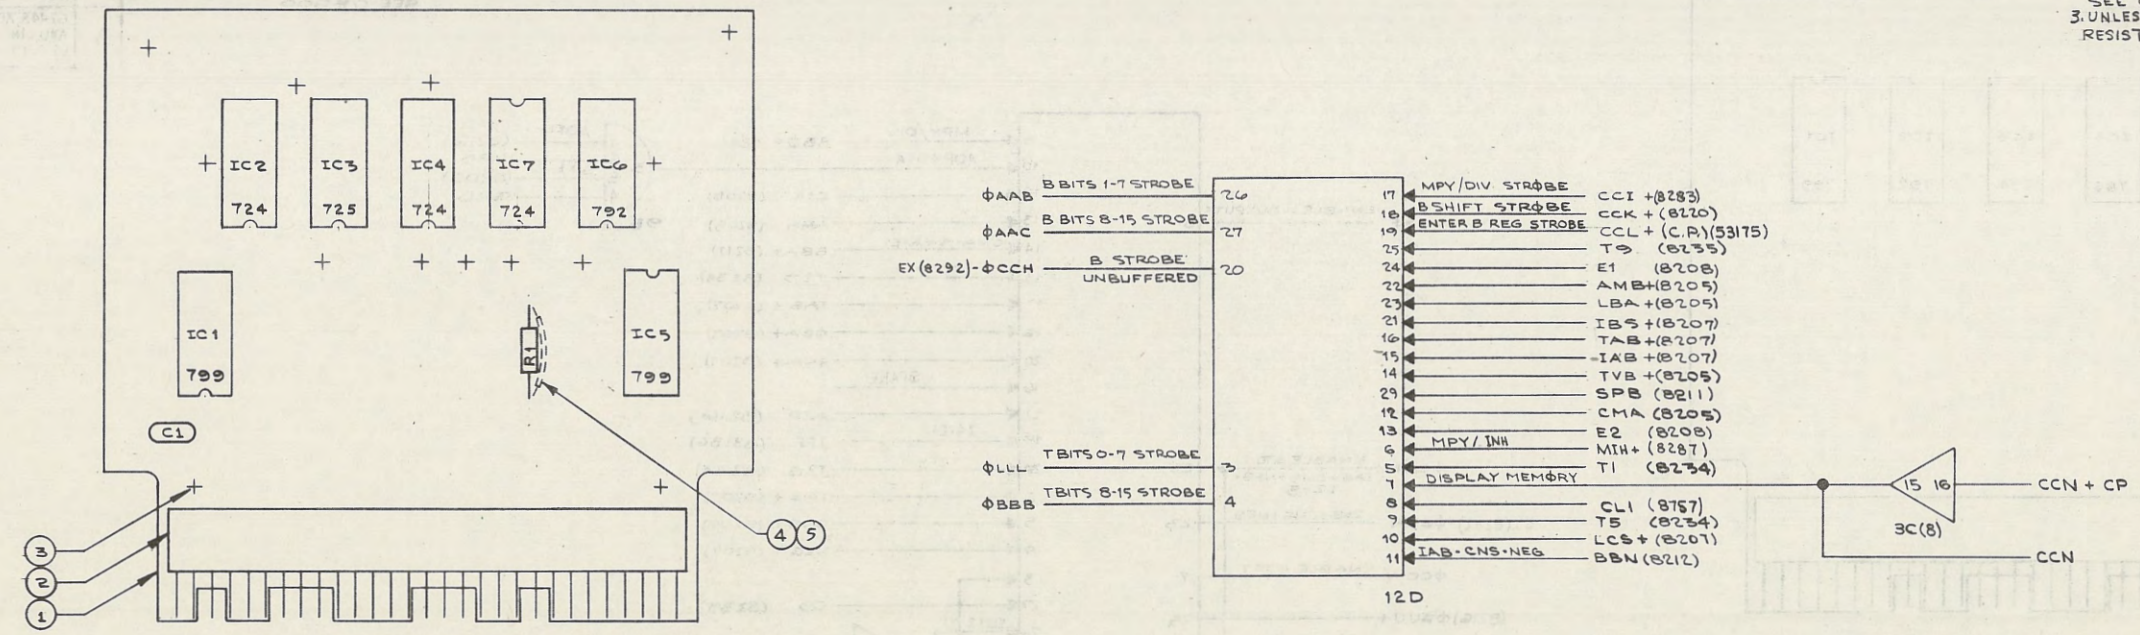 SEE
3. UNLES
RESIST
IC2
724
IC3
725
IC4
724
IC7
724
IC6
792
IC1
799
IC5
799
R1
C1
3
2
1
4 5
ΦAAB B BITS 1-7 STROBE 26
ΦAAC B BITS 8-15 STROBE 27
EX(8292)-ΦCCH B STROBE 20
UNBUFFERED
ΦLLL T BITS 0-7 STROBE 3
ΦBBB TBITS 8-15 STROBE 4
17 MPY/DIV. STRΦBE CCI +(8283)
18 B SHIFT STRΦBE CCK +(8220)
19 ENTER B REG STROBE CCL +(C.P.)(53175)
25 T9 (8235)
24 E1 (8208)
22 AMB+(8205)
23 LBA +(8205)
21 IBS +(8207)
16 TAB +(8207)
15 IAB +(8207)
14 TVB +(8205)
29 SPB (8211)
12 CMA (8205)
13 E2 (8208)
6 MPY/INH MIH+ (8287)
5 T1 (8234)
7 DISPLAY MEMΦRY
8 CL1 (8757)
9 T5 (8234)
10 LCS+ (8207)
11 IAB-CNS-NEG BBN (8212)
12D
15 16
3C(8)
CCN + CP
CCN